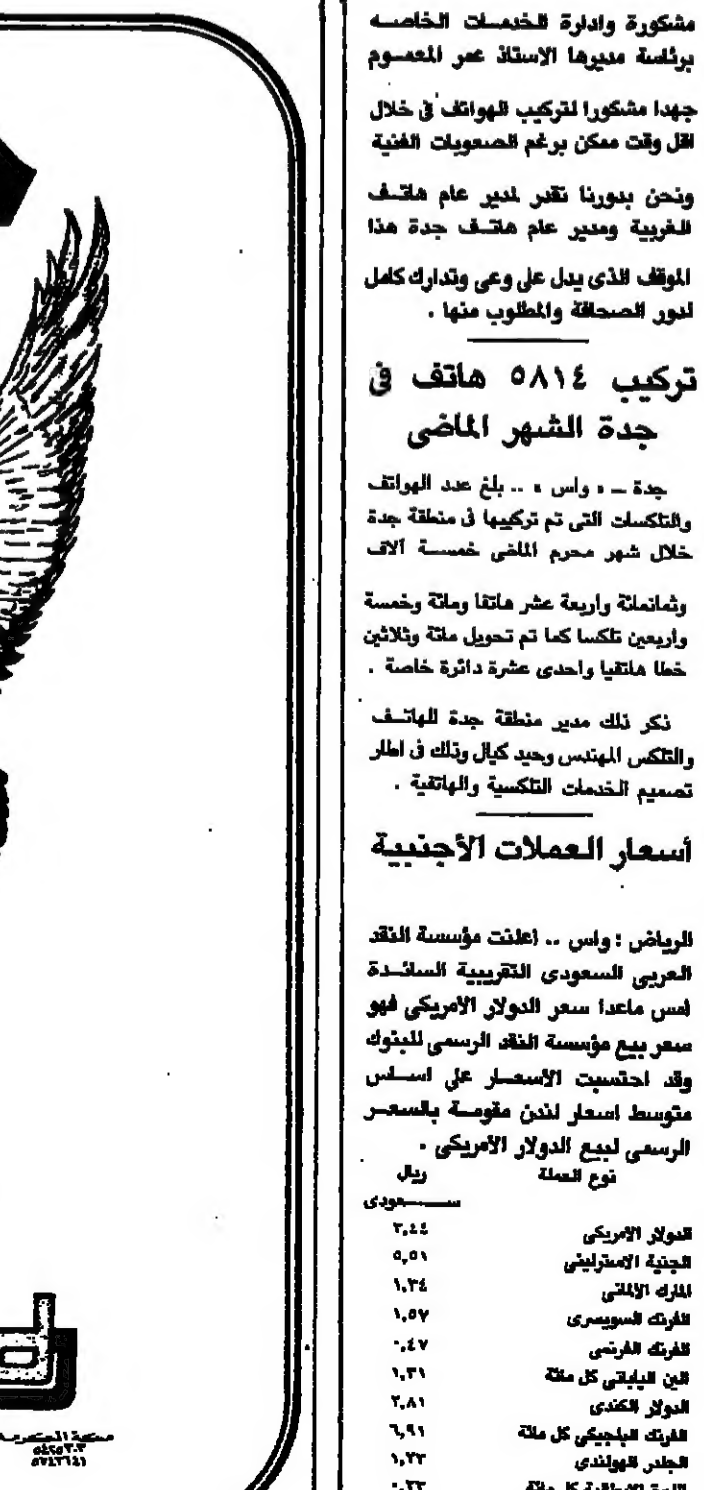 مشكورة وادارة الخدمات الخاصه
برئاسة مديرها الاستاذ عمر المعصوم
جهدا مشكورا لتركيب الهواتف فى خلال
اقل وقت ممكن برغم الصعوبات الفنية
ونحن بدورنا نقدر لمدير عام هاتف
الغربية ومدير عام هاتف جدة هذا
الموقف الذى يدل على وعى وتدارك كامل
لدور الصحافة والمطلوب منها .
تركيب ٥٨١٤ هاتف فى
جدة الشهر الماضى
جدة ــ « واس » .. بلغ عدد الهواتف
والتلكسات التى تم تركيبها فى منطقة جدة
خلال شهر محرم الماضى خمسة آلاف
وثمانمائة واربعة عشر هاتفا ومائة وخمسة
واربعين تلكسا كما تم تحويل مائة وثلاثين
خطا هاتفيا واحدى عشرة دائرة خاصة .
ذكر ذلك مدير منطقة جدة للهاتف
والتلكس المهندس وحيد كيال وذلك فى اطار
تصميم الخدمات التلكسية والهاتفية .
أسعار العملات الأجنبية
الرياض : واس .. اعلنت مؤسسة النقد
العربى السعودى التقريبية السائدة
امس ماعدا سعر الدولار الأمريكى فهو
سعر بيع مؤسسة النقد الرسمى للبنوك
وقد احتسبت الأسعار على اساس
متوسط اسعار لندن مقومة بالسعر
الرسمى لبيع الدولار الأمريكى .
نوع العملة ريال
سعودى
الدولار الامريكى ٣,٤٤
الجنية الاسترلينى ٥,٥١
المارك الالمانى ١,٣٤
الفرنك السويسرى ١,٥٧
الفرنك الفرنسى ٠,٤٧
الين اليابانى كل مائة ١,٣١
الدولار الكندى ٢,٨١
الفرنك البلجيكى كل مائة ٦,٩١
الجلدر الهولندى ١,٢٣